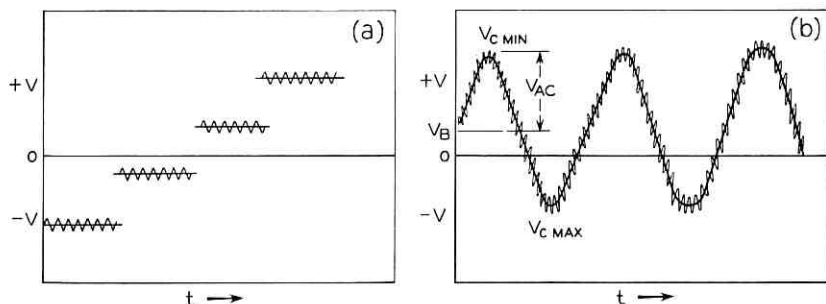 (a)
+V
0
-V
t
(b)
V_C MIN
+V
V_AC
V_B
0
-V
V_C MAX
t